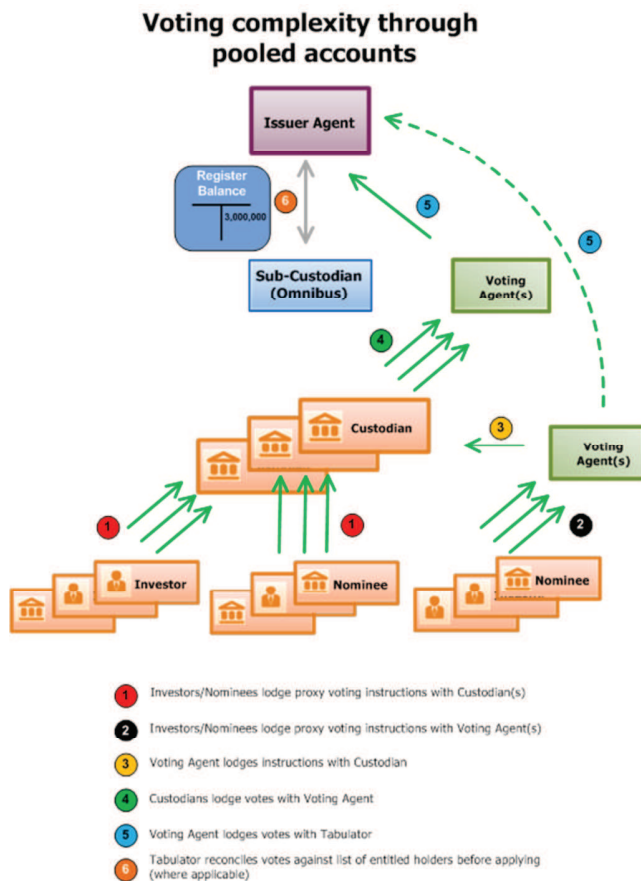 Voting complexity through
pooled accounts
Issuer Agent
Register
Balance
3,000,000
6
5
5
Sub-Custodian
(Omnibus)
Voting
Agent(s)
4
Custodian
3
Voting
Agent(s)
1
1
2
Investor
Nominee
Nominee
1 Investors/Nominees lodge proxy voting instructions with Custodian(s)
2 Investors/Nominees lodge proxy voting instructions with Voting Agent(s)
3 Voting Agent lodges instructions with Custodian
4 Custodians lodge votes with Voting Agent
5 Voting Agent lodges votes with Tabulator
6 Tabulator reconciles votes against list of entitled holders before applying
(where applicable)